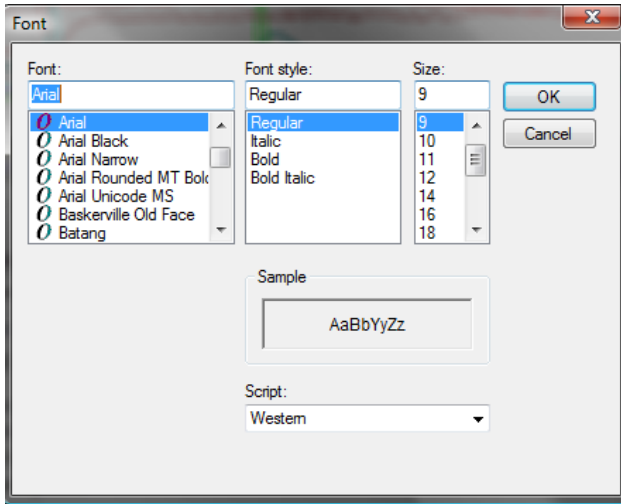 Font
Font:
Arial
Arial
Arial Black
Arial Narrow
Arial Rounded MT Bold
Arial Unicode MS
Baskerville Old Face
Batang
Font style:
Regular
Regular
Italic
Bold
Bold Italic
Size:
9
9
10
11
12
14
16
18
OK
Cancel
Sample
AaBbYyZz
Script:
Western